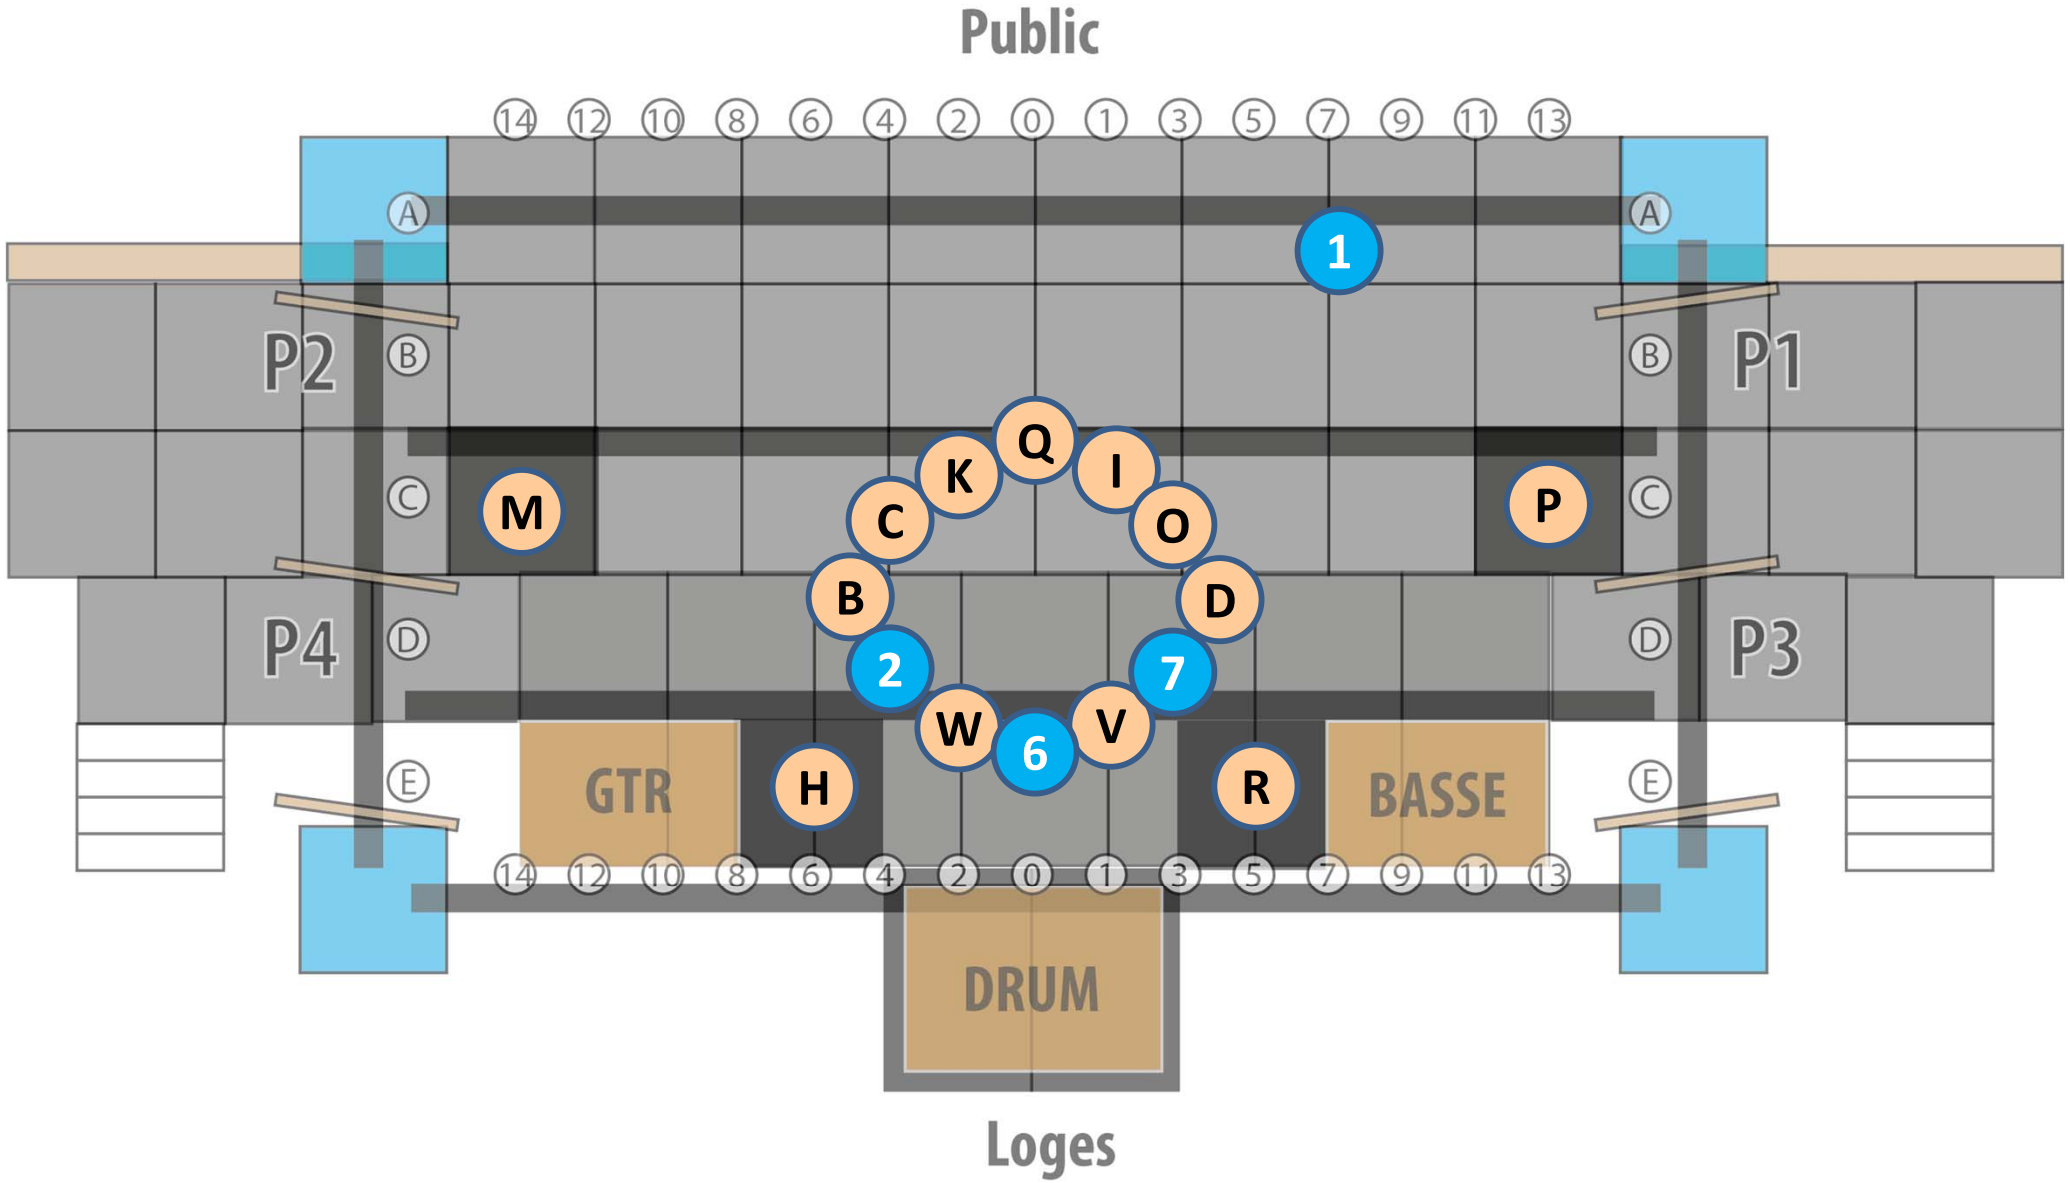 Public
14 12 10 8 6 4 2 0 1 3 5 7 9 11 13
A A
1
P2 B B P1
Q
K I
M C C O P C
B D
P4 D 2 7 D P3
W 6 V
GTR H R BASSE
E E
14 12 10 8 6 4 2 0 1 3 5 7 9 11 13
DRUM
Loges